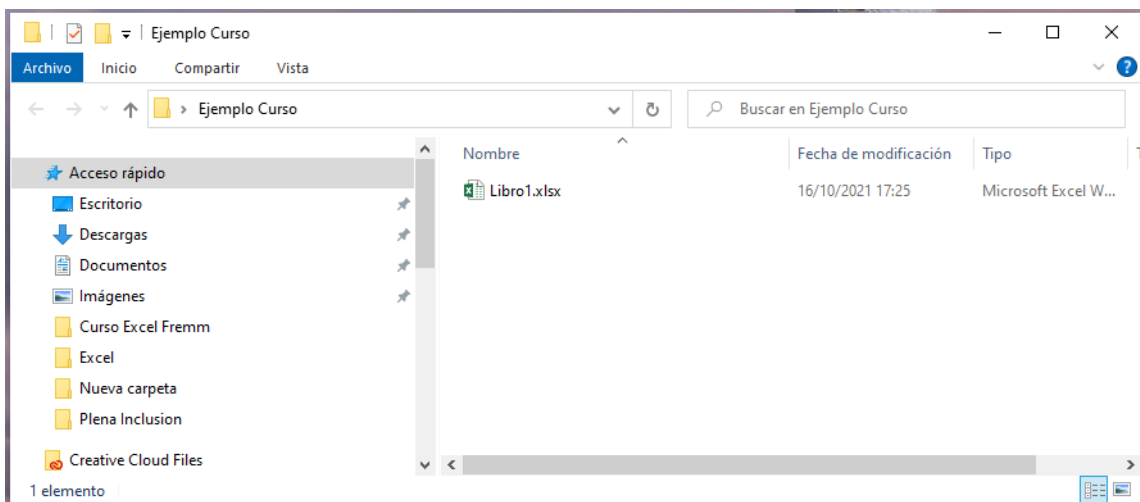 Ejemplo Curso
Archivo Inicio Compartir Vista
Ejemplo Curso Buscar en Ejemplo Curso
Nombre Fecha de modificación Tipo
Acceso rápido
Libro1.xlsx 16/10/2021 17:25 Microsoft Excel W...
Escritorio
Descargas
Documentos
Imágenes
Curso Excel Fremm
Excel
Nueva carpeta
Plena Inclusion
Creative Cloud Files
1 elemento